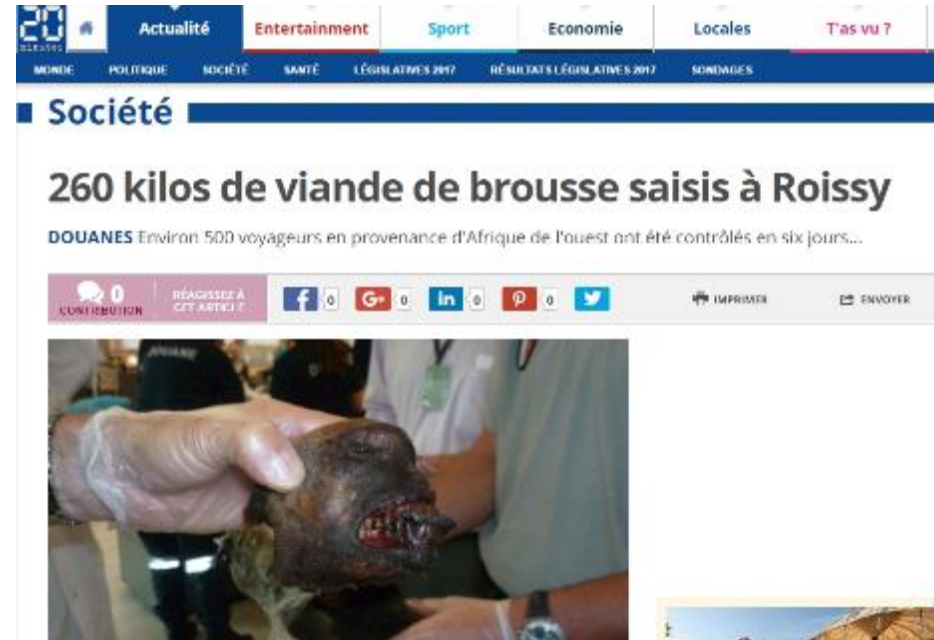 20
minutes
Actualité Entertainment Sport Economie Locales T'as vu ?
MONDE POLITIQUE SOCIÉTÉ SANTÉ LÉGISLATIVES 2017 RÉSULTATS LÉGISLATIVES 2017 SONDAGES
Société
260 kilos de viande de brousse saisis à Roissy
DOUANES Environ 500 voyageurs en provenance d'Afrique de l'ouest ont été contrôlés en six jours...
0
CONTRIBUTION
RÉAGISSEZ À
CET ARTICLE
f 0 G+ 0 in 0 0 IMPRIMER ENVOYER
DOUANE